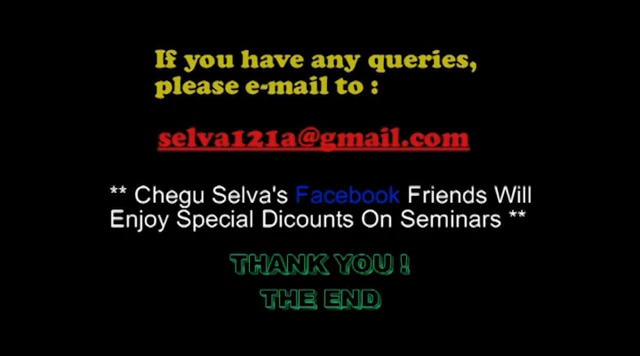 If you have any queries,
please e-mail to :
selva121a@gmail.com
** Chegu Selva's Facebook Friends Will
Enjoy Special Dicounts On Seminars **
THANK YOU !
THE END